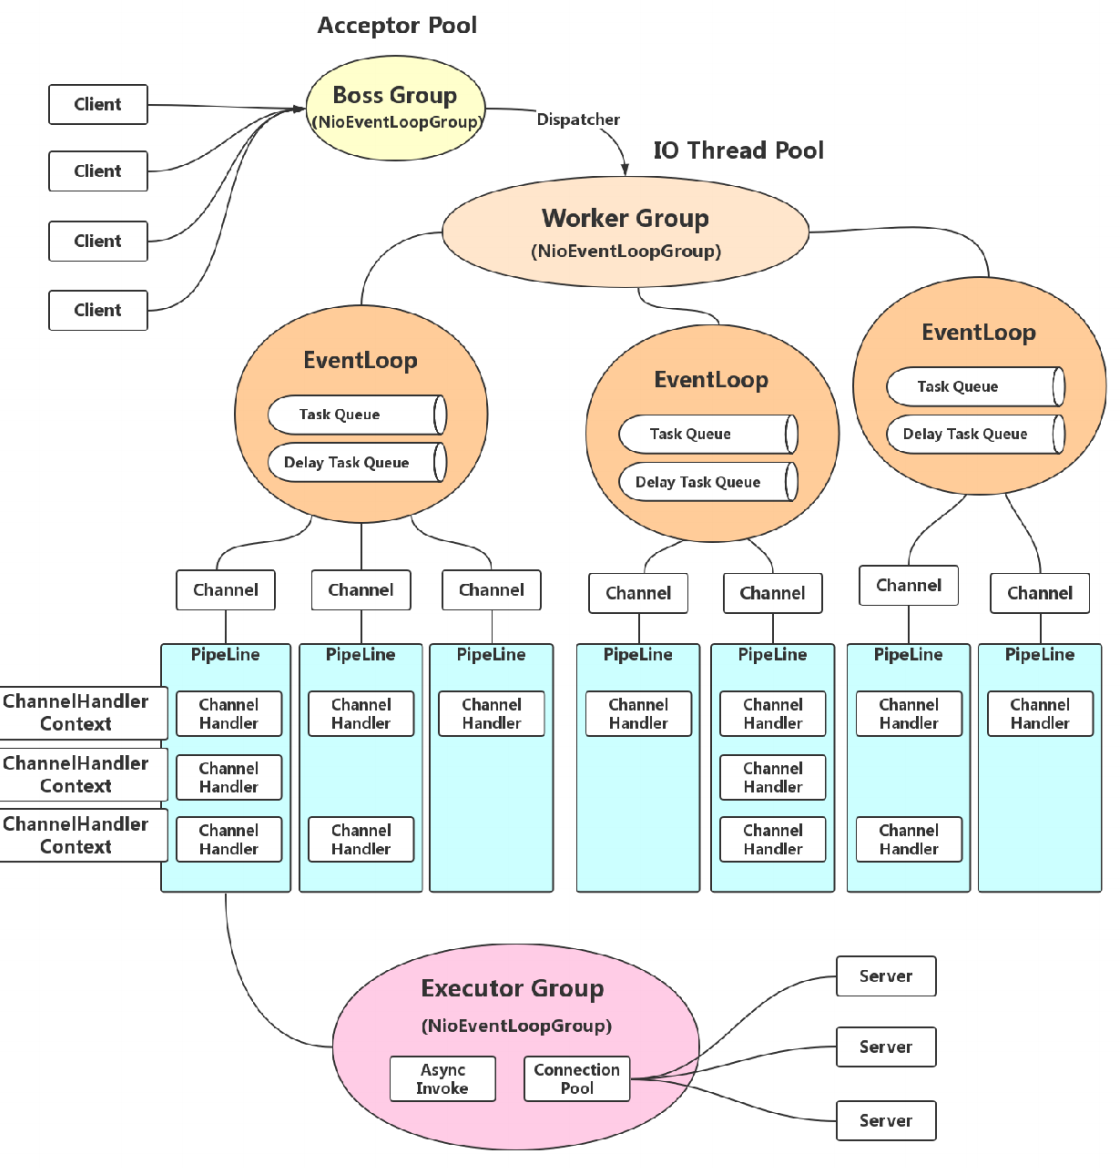 Acceptor Pool
Boss Group
(NioEventLoopGroup)
Client
Client
Client
Client
Dispatcher
IO Thread Pool
Worker Group
(NioEventLoopGroup)
EventLoop
Task Queue
Delay Task Queue
EventLoop
Task Queue
Delay Task Queue
EventLoop
Task Queue
Delay Task Queue
Channel
Channel
Channel
Channel
Channel
Channel
Channel
PipeLine
PipeLine
PipeLine
PipeLine
PipeLine
PipeLine
PipeLine
ChannelHandler
Context
Channel
Handler
Channel
Handler
Channel
Handler
Channel
Handler
Channel
Handler
Channel
Handler
Channel
Handler
ChannelHandler
Context
Channel
Handler
Channel
Handler
ChannelHandler
Context
Channel
Handler
Channel
Handler
Channel
Handler
Channel
Handler
Executor Group
(NioEventLoopGroup)
Async
Invoke
Connection
Pool
Server
Server
Server